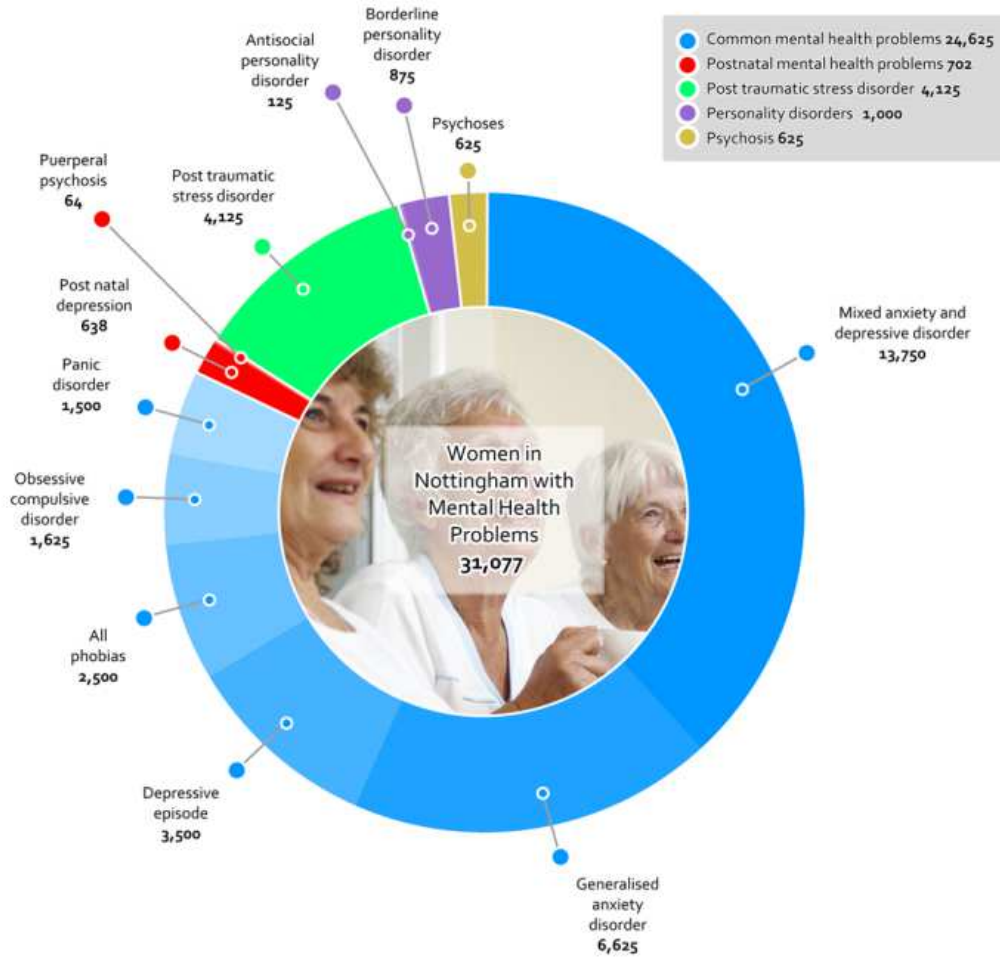 Borderline
personality
disorder
875
Antisocial
personality
disorder
125
Psychoses
625
Common mental health problems 24,625
Postnatal mental health problems 702
Post traumatic stress disorder 4,125
Personality disorders 1,000
Psychosis 625
Puerperal
psychosis
64
Post traumatic
stress disorder
4,125
Post natal
depression
638
Panic
disorder
1,500
Obsessive
compulsive
disorder
1,625
All
phobias
2,500
Depressive
episode
3,500
Generalised
anxiety
disorder
6,625
Mixed anxiety and
depressive disorder
13,750
Women in
Nottingham with
Mental Health
Problems
31,077